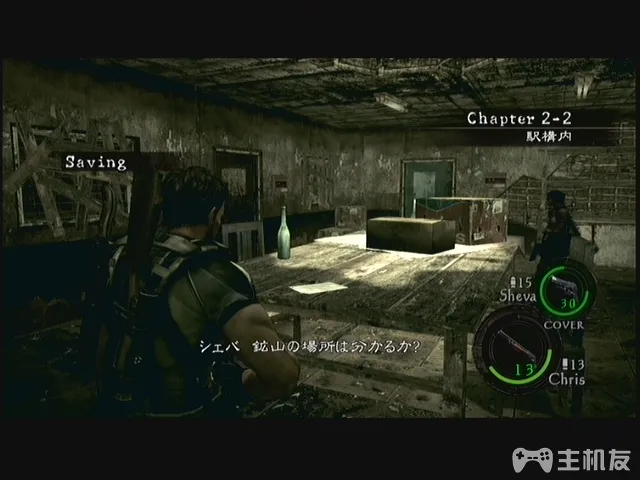 Chapter 2-2
駅構内
Saving
15
Sheva
30
COVER
シェバ 鉱山の場所は分かるか?
13
13
Chris
主机友